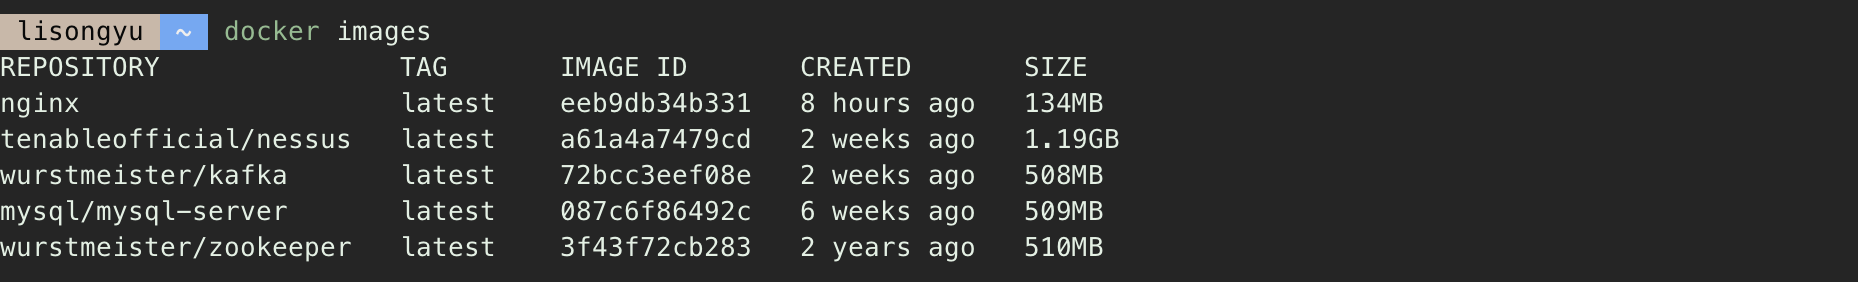 lisongyu ~ docker images
REPOSITORY TAG IMAGE ID CREATED SIZE
nginx latest eeb9db34b331 8 hours ago 134MB
tenableofficial/nessus latest a61a4a7479cd 2 weeks ago 1.19GB
wurstmeister/kafka latest 72bcc3eef08e 2 weeks ago 508MB
mysql/mysql-server latest 087c6f86492c 6 weeks ago 509MB
wurstmeister/zookeeper latest 3f43f72cb283 2 years ago 510MB